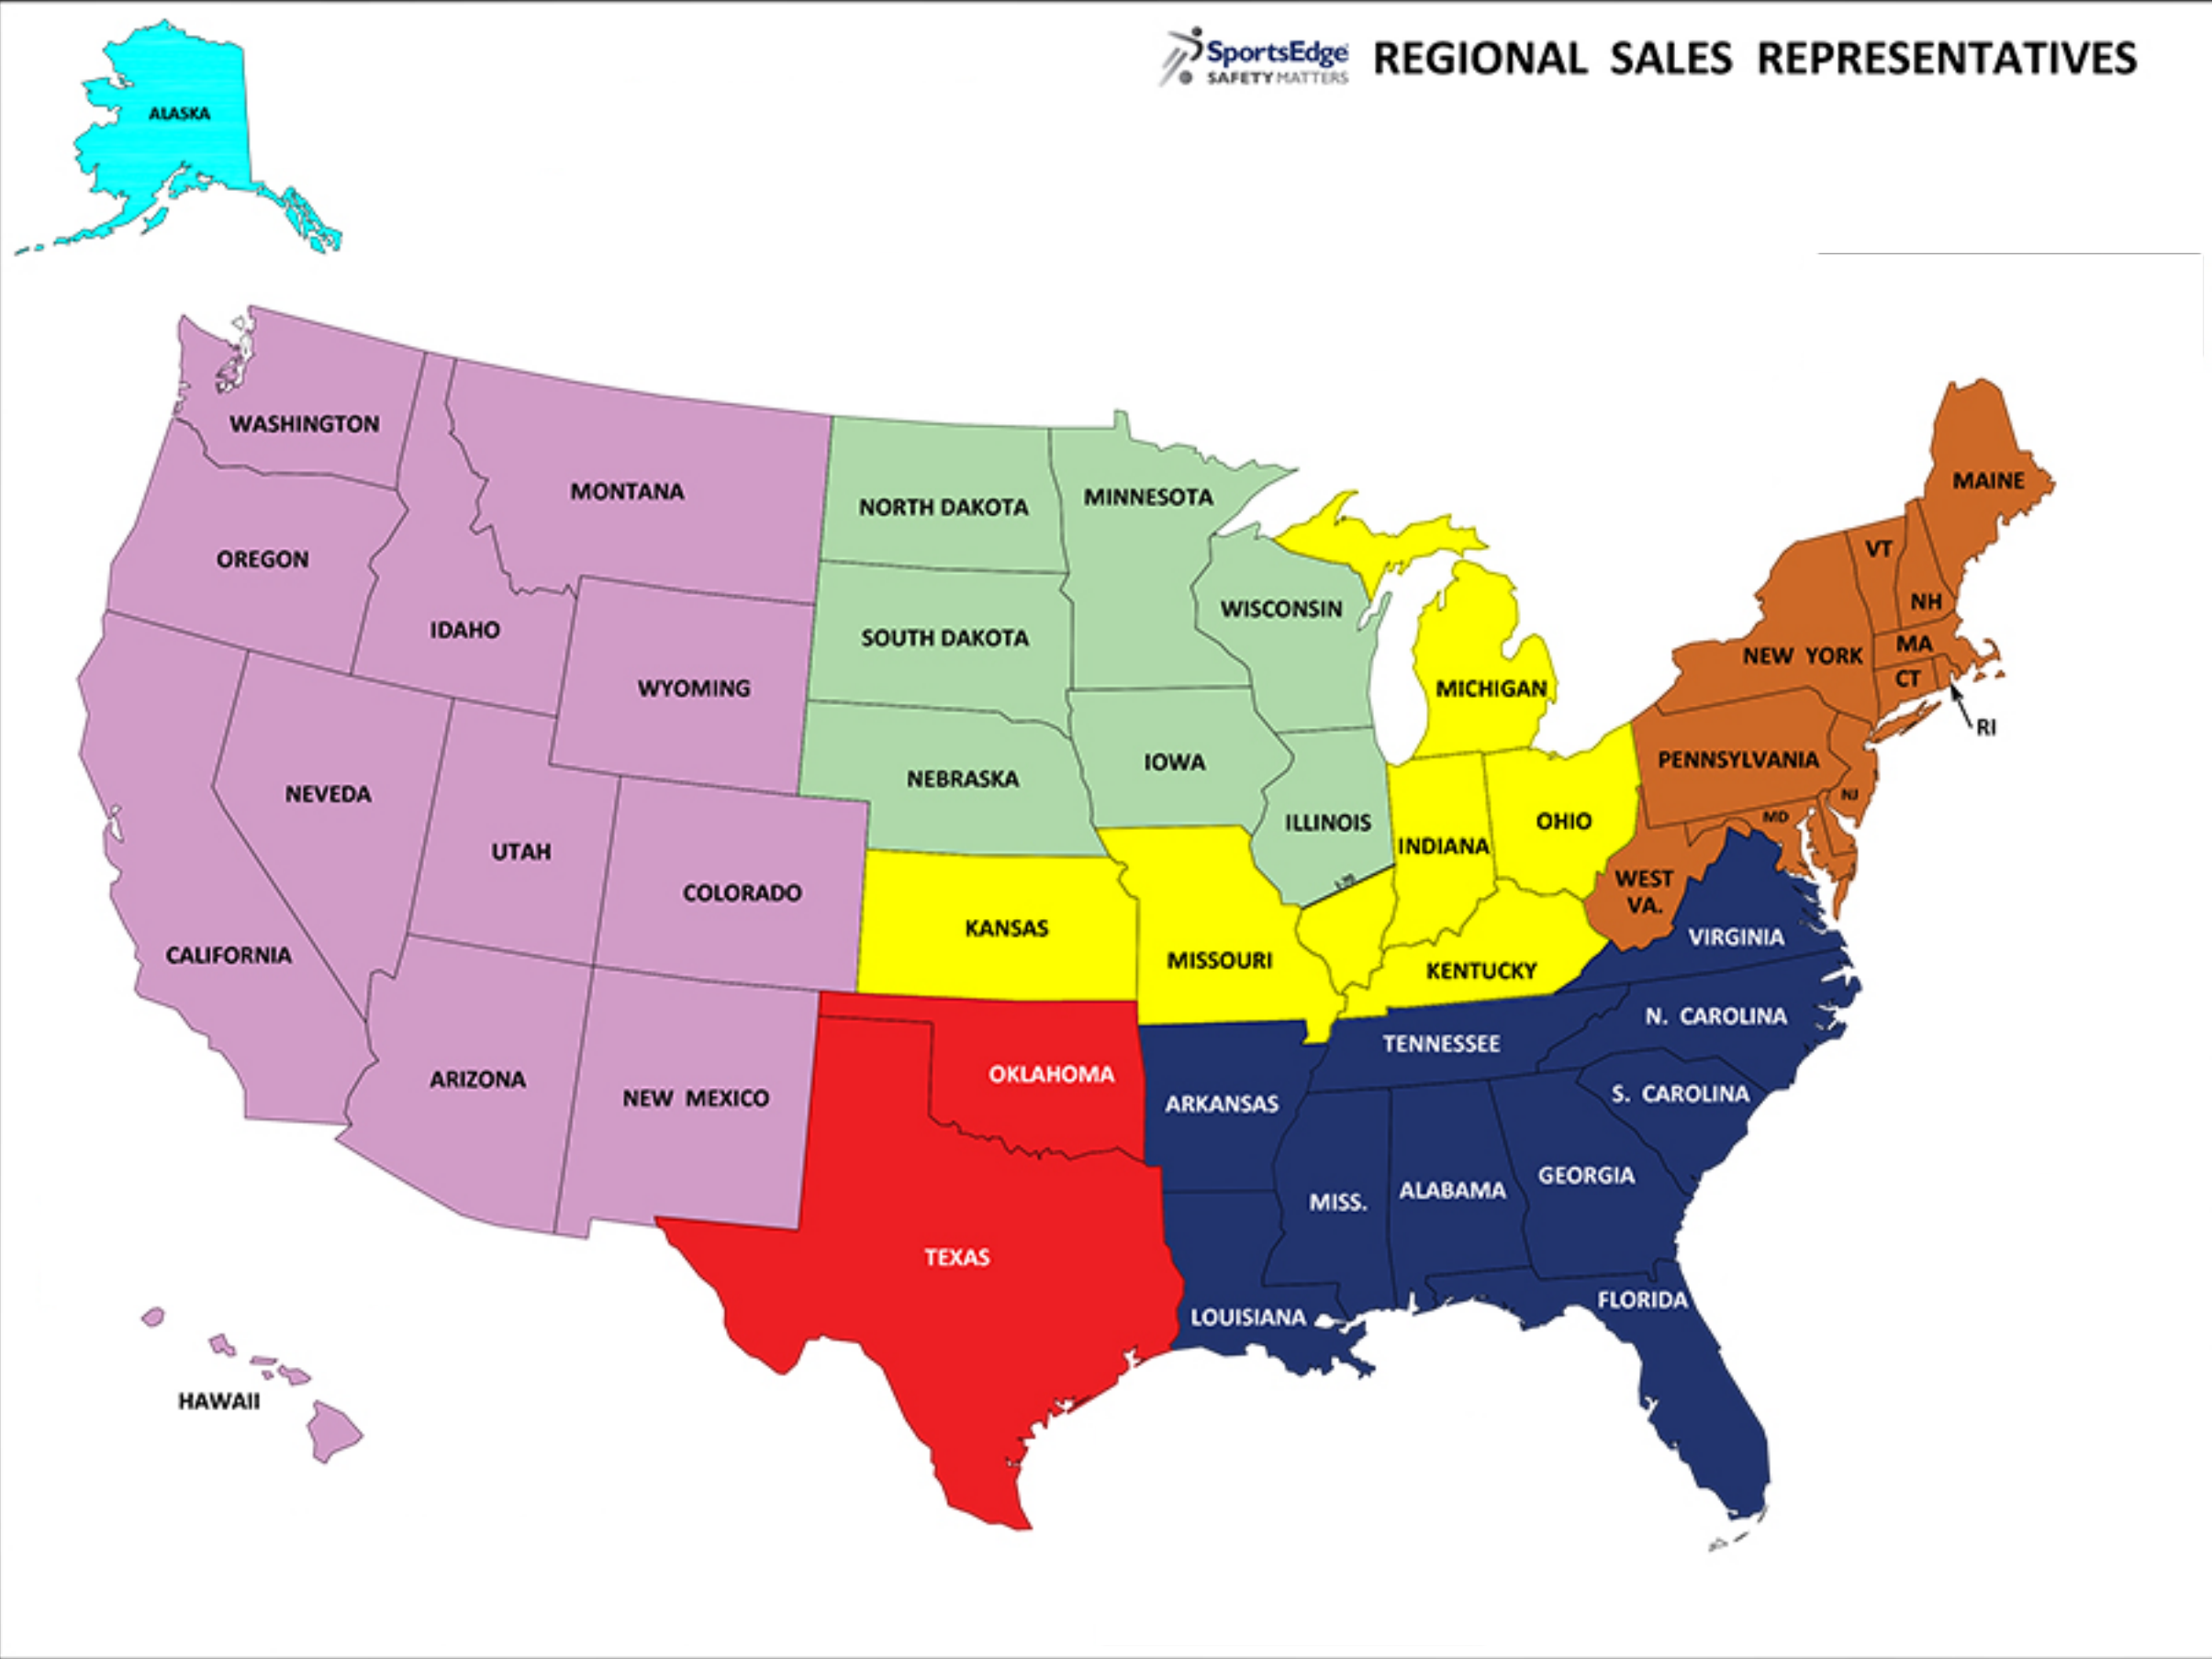 SportsEdge
SAFETY MATTERS
REGIONAL SALES REPRESENTATIVES
ALASKA
WASHINGTON
MONTANA
NORTH DAKOTA
MINNESOTA
MAINE
OREGON
IDAHO
SOUTH DAKOTA
WISCONSIN
VT
NH
WYOMING
MICHIGAN
NEW YORK
MA
CT
RI
NEVEDA
UTAH
COLORADO
NEBRASKA
IOWA
ILLINOIS
INDIANA
OHIO
PENNSYLVANIA
NJ
MD
I-70
CALIFORNIA
KANSAS
MISSOURI
KENTUCKY
WEST
VA.
VIRGINIA
ARIZONA
NEW MEXICO
OKLAHOMA
ARKANSAS
TENNESSEE
N. CAROLINA
S. CAROLINA
TEXAS
MISS.
ALABAMA
GEORGIA
LOUISIANA
FLORIDA
HAWAII